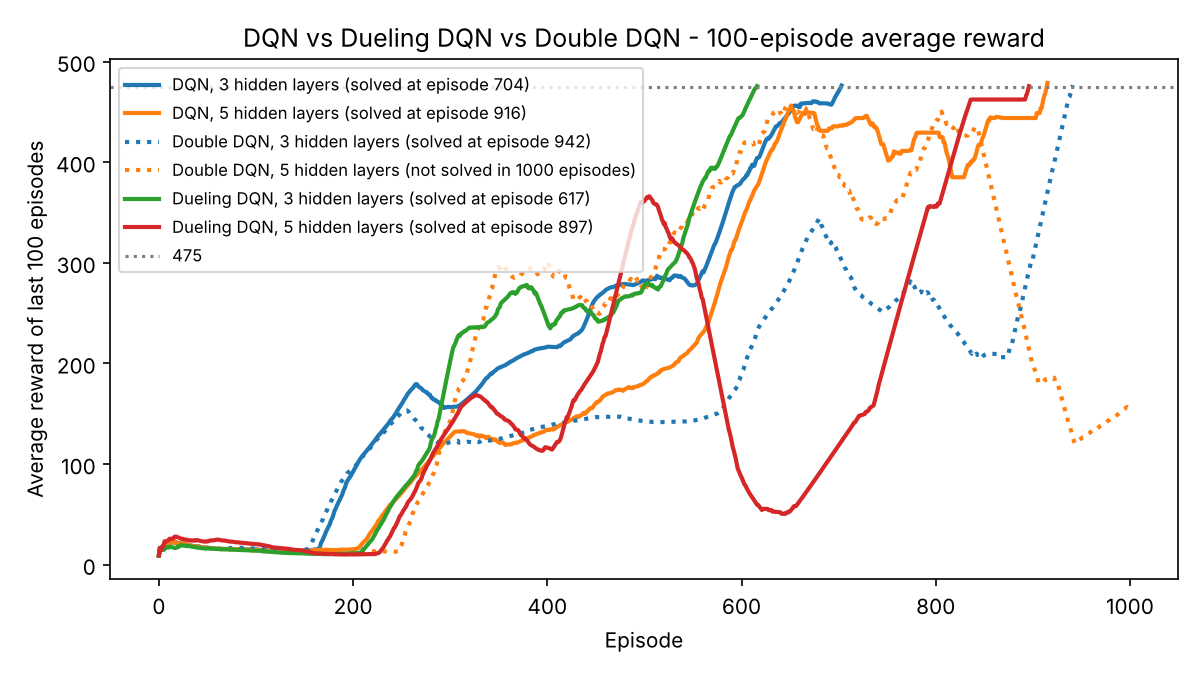 DQN vs Dueling DQN vs Double DQN - 100-episode average reward
Average reward of last 100 episodes
500
400
300
200
100
0
DQN, 3 hidden layers (solved at episode 704)
DQN, 5 hidden layers (solved at episode 916)
Double DQN, 3 hidden layers (solved at episode 942)
Double DQN, 5 hidden layers (not solved in 1000 episodes)
Dueling DQN, 3 hidden layers (solved at episode 617)
Dueling DQN, 5 hidden layers (solved at episode 897)
475
0 200 400 600 800 1000
Episode